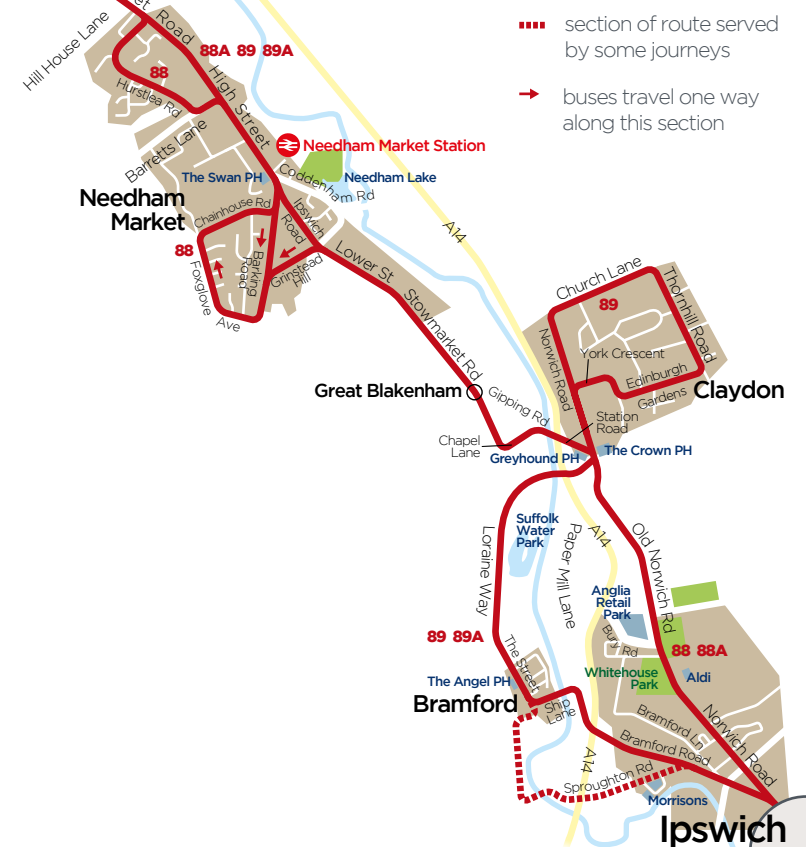 et Road
Hill House Lane
88A 89 89A
88
Hurstlea Rd
High Street
Barretts Lane
Needham Market Station
The Swan PH
Coddenham Rd
Needham Lake
Needham
Market
Chainhouse Rd
Ipswich
Road
88
Foxglove
Ave
Barking
Road
Grinstead
Hill
Lower St
Stowmarket Rd
A14
section of route served
by some journeys
buses travel one way
along this section
Church Lane
89
Thornhill Road
Norwich Road
York Crescent
Edinburgh
Gardens
Claydon
Great Blakenham
Gipping Rd
Station
Road
Chapel
Lane
Greyhound PH
The Crown PH
Suffolk
Water
Park
Loraine Way
Paper Mill Lane
A14
Old Norwich Rd
Anglia
Retail
Park
Bury Rd
89 89A
The Street
88 88A
The Angel PH
Whitehouse
Park
Aldi
Bramford
Ship
Lane
Bramford Ln
Norwich Road
Bramford Road
A14
Sproughton Rd
Morrisons
Ipswich